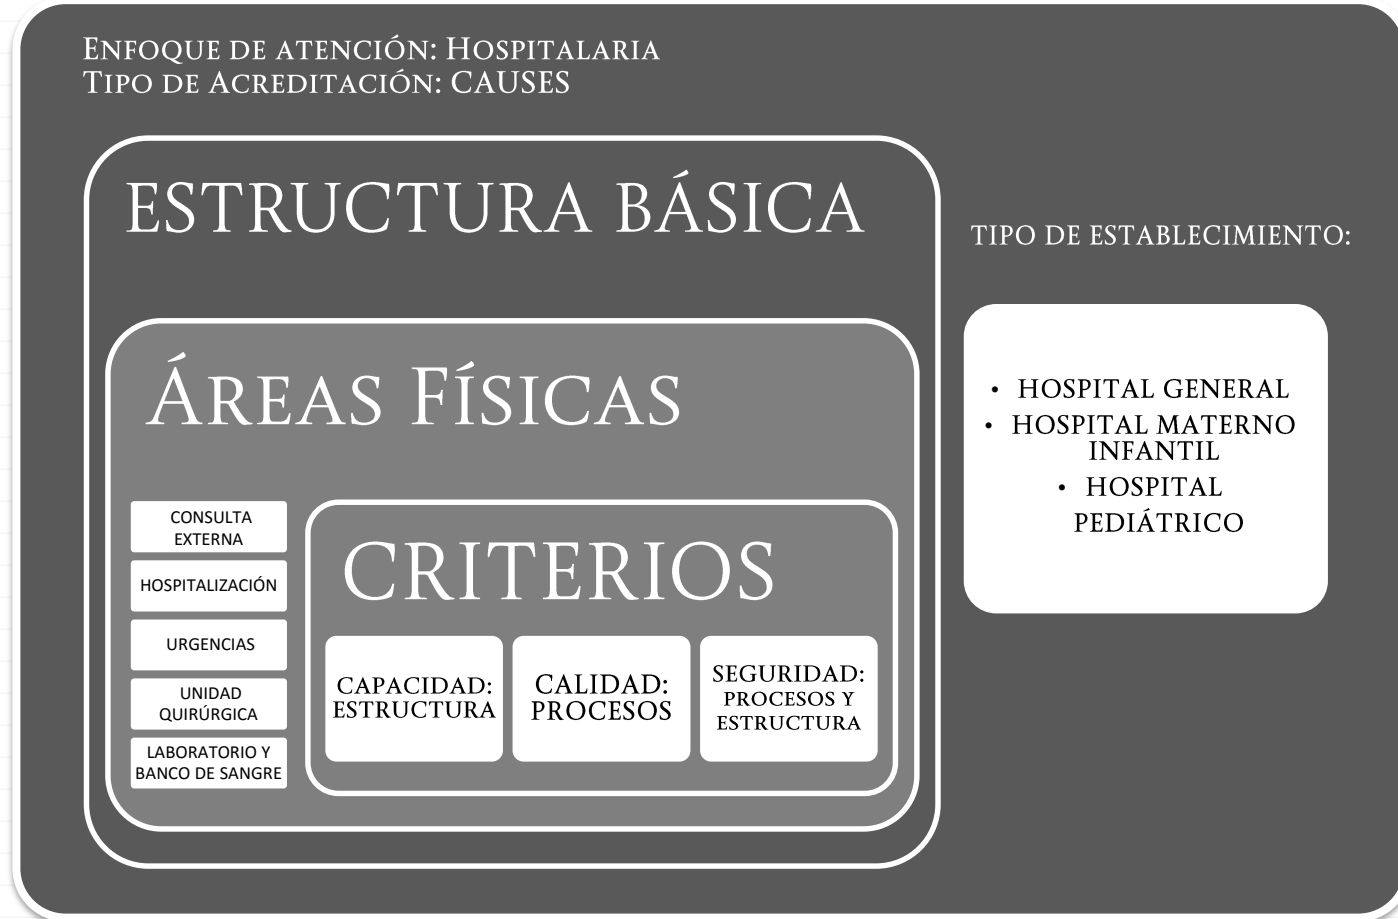 ENFOQUE DE ATENCIÓN: HOSPITALARIA
TIPO DE ACREDITACIÓN: CAUSES
ESTRUCTURA BÁSICA
ÁREAS FÍSICAS
CONSULTA
EXTERNA
HOSPITALIZACIÓN
URGENCIAS
UNIDAD
QUIRÚRGICA
LABORATORIO Y
BANCO DE SANGRE
CRITERIOS
CAPACIDAD:
ESTRUCTURA
CALIDAD:
PROCESOS
SEGURIDAD:
PROCESOS Y
ESTRUCTURA
TIPO DE ESTABLECIMIENTO:
• HOSPITAL GENERAL
• HOSPITAL MATERNO
INFANTIL
• HOSPITAL
PEDIÁTRICO